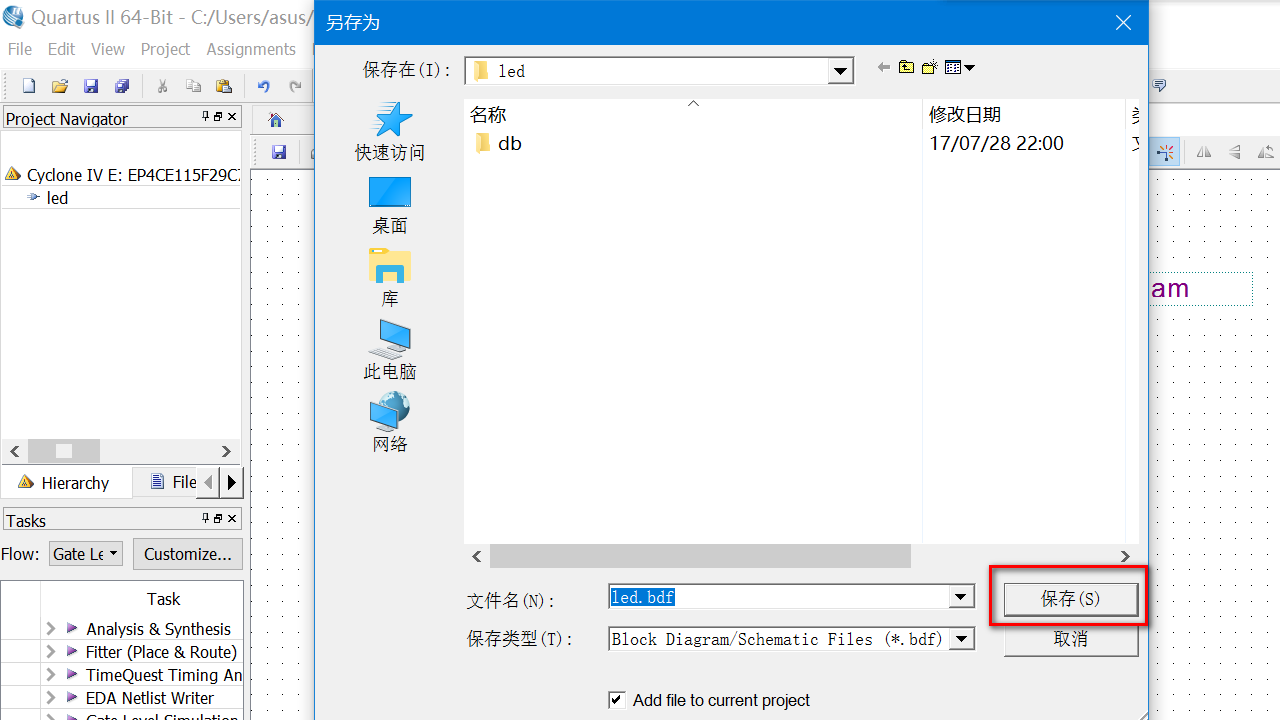 Quartus II 64-Bit - C:/Users/asus/
File Edit View Project Assignments
Project Navigator
Cyclone IV E: EP4CE115F29C
led
Hierarchy
File
Tasks
Flow:
Gate Le
Customize...
Task
Analysis & Synthesis
Fitter (Place & Route)
TimeQuest Timing An
EDA Netlist Writer
Gate Level Simulation
另存为
保存在(I):
led
快速访问
桌面
库
此电脑
网络
名称
修改日期
db
17/07/28 22:00
文件名(N):
led.bdf
保存(S)
保存类型(T):
Block Diagram/Schematic Files (*.bdf)
取消
Add file to current project
am